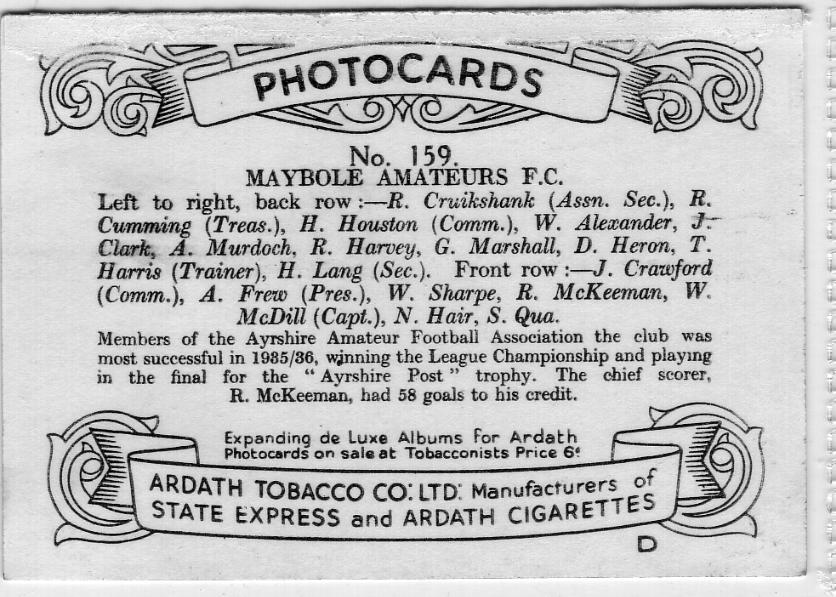 PHOTOCARDS
No. 159.
MAYBOLE AMATEURS F.C.
Left to right, back row :—R. Cruikshank (Assn. Sec.), R.
Cumming (Treas.), H. Houston (Comm.), W. Alexander, J.
Clark, A. Murdoch, R. Harvey, G. Marshall, D. Heron, T.
Harris (Trainer), H. Lang (Sec.). Front row :—J. Crawford
(Comm.), A. Frew (Pres.), W. Sharpe, R. McKeeman, W.
McDill (Capt.), N. Hair, S. Qua.
Members of the Ayrshire Amateur Football Association the club was
most successful in 1935/36, winning the League Championship and playing
in the final for the "Ayrshire Post" trophy. The chief scorer,
R. McKeeman, had 58 goals to his credit.
Expanding de Luxe Albums for Ardath
Photocards on sale at Tobacconists Price 6ᵈ
ARDATH TOBACCO CO: LTD: Manufacturers of
STATE EXPRESS and ARDATH CIGARETTES
D